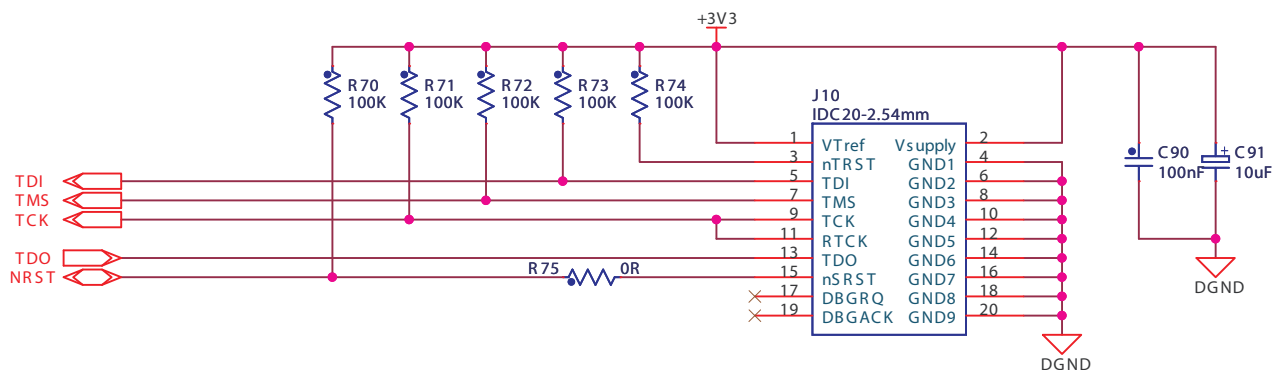 +3V3
R70
100K
R71
100K
R72
100K
R73
100K
R74
100K
J10
IDC20-2.54mm
1 VTref Vsupply 2
3 nTRST GND1 4
5 TDI GND2 6
7 TMS GND3 8
9 TCK GND4 10
11 RTCK GND5 12
13 TDO GND6 14
15 nSRST GND7 16
17 DBGRQ GND8 18
19 DBGACK GND9 20
TDI
TMS
TCK
TDO
NRST
R75 0R
C90
100nF
+
C91
10uF
DGND
DGND